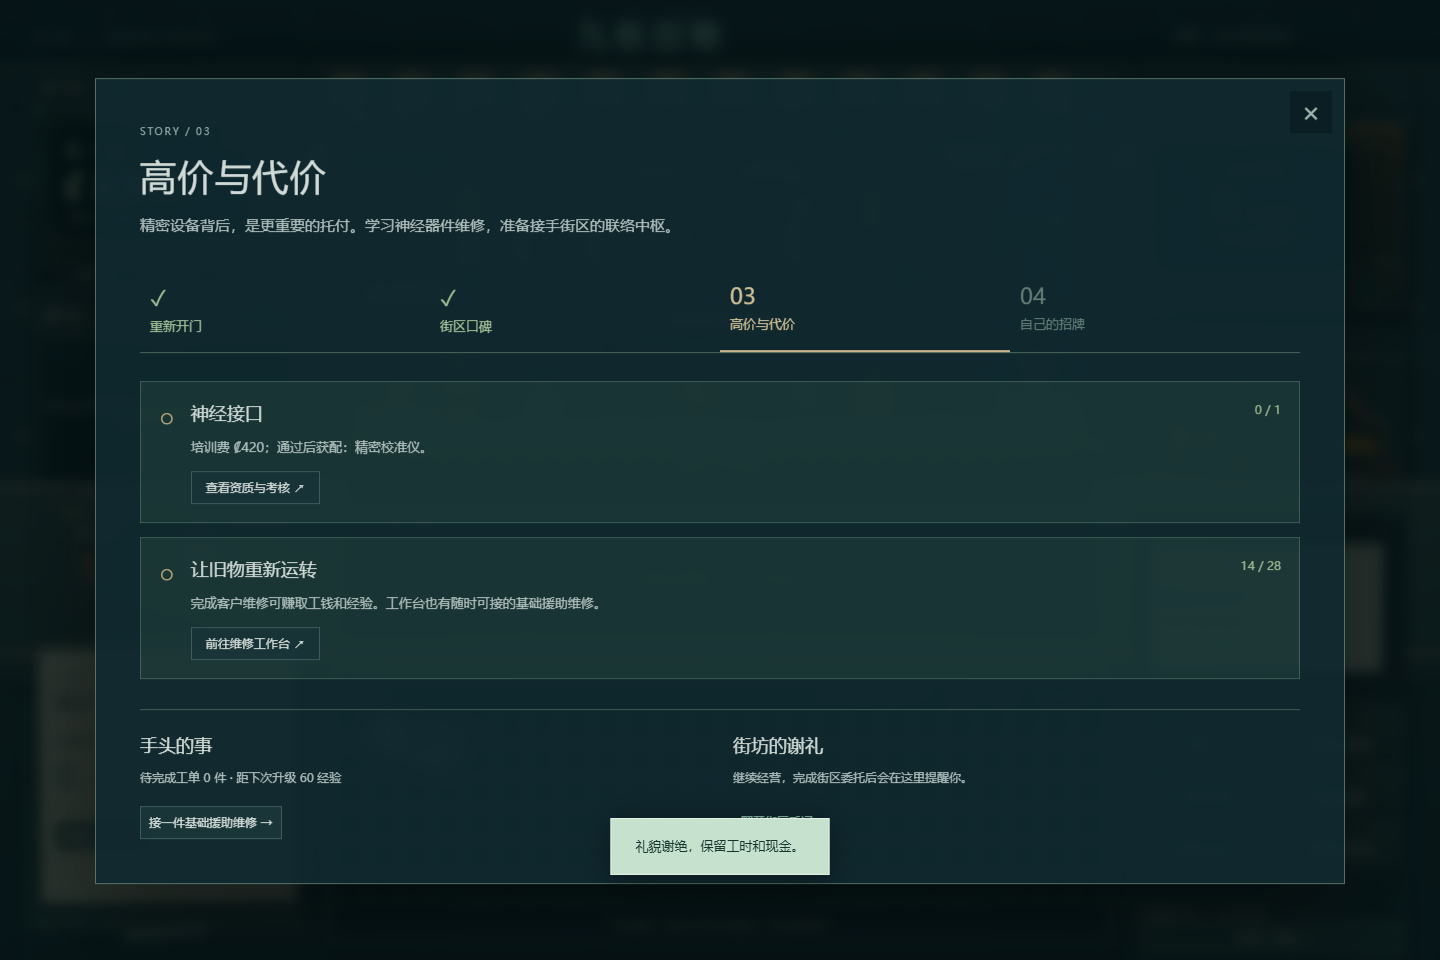 STORY / 03
高价与代价
精密设备背后，是更重要的托付。学习神经器件维修，准备接手街区的联络中枢。
✓ ✓ 03 04
重新开门 街区口碑 高价与代价 自己的招牌
神经接口 0 / 1
培训费 ₡420；通过后获配：精密校准仪。
查看资质与考核 ↗
让旧物重新运转 14 / 28
完成客户维修可赚取工钱和经验。工作台也有随时可接的基础援助维修。
前往维修工作台 ↗
手头的事 街坊的谢礼
待完成工单 0 件 · 距下次升级 60 经验 继续经营，完成街区委托后会在这里提醒你。
接一件基础援助维修 →
礼貌谢绝，保留工时和现金。